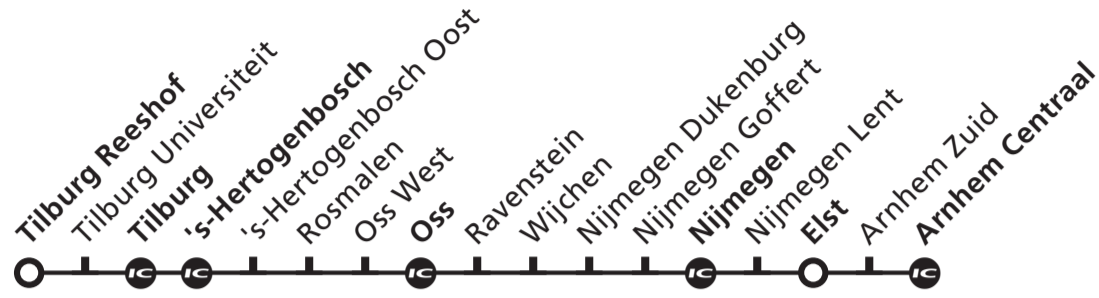 Tilburg Reeshof
Tilburg Universiteit
Tilburg
's-Hertogenbosch
's-Hertogenbosch Oost
Rosmalen
Oss West
Oss
Ravenstein
Wijchen
Nijmegen Dukenburg
Nijmegen Goffert
Nijmegen
Nijmegen Lent
Elst
Arnhem Zuid
Arnhem Centraal
IC
IC
IC
IC
IC